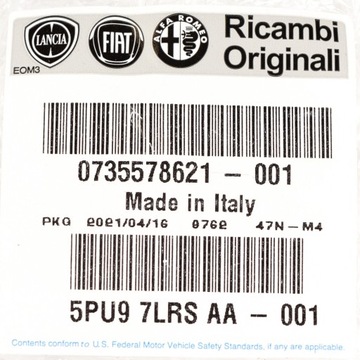 LANCIA FIAT ALFA ROMEO Ricambi
EOM3 Originali
0735578621 - 001
Made in Italy
PKG 2021/04/16 0762 47N-M4
5PU9 7LRS AA - 001
Contents conform to U.S. Federal Motor Vehicle Safety Standards, if any are applicable.